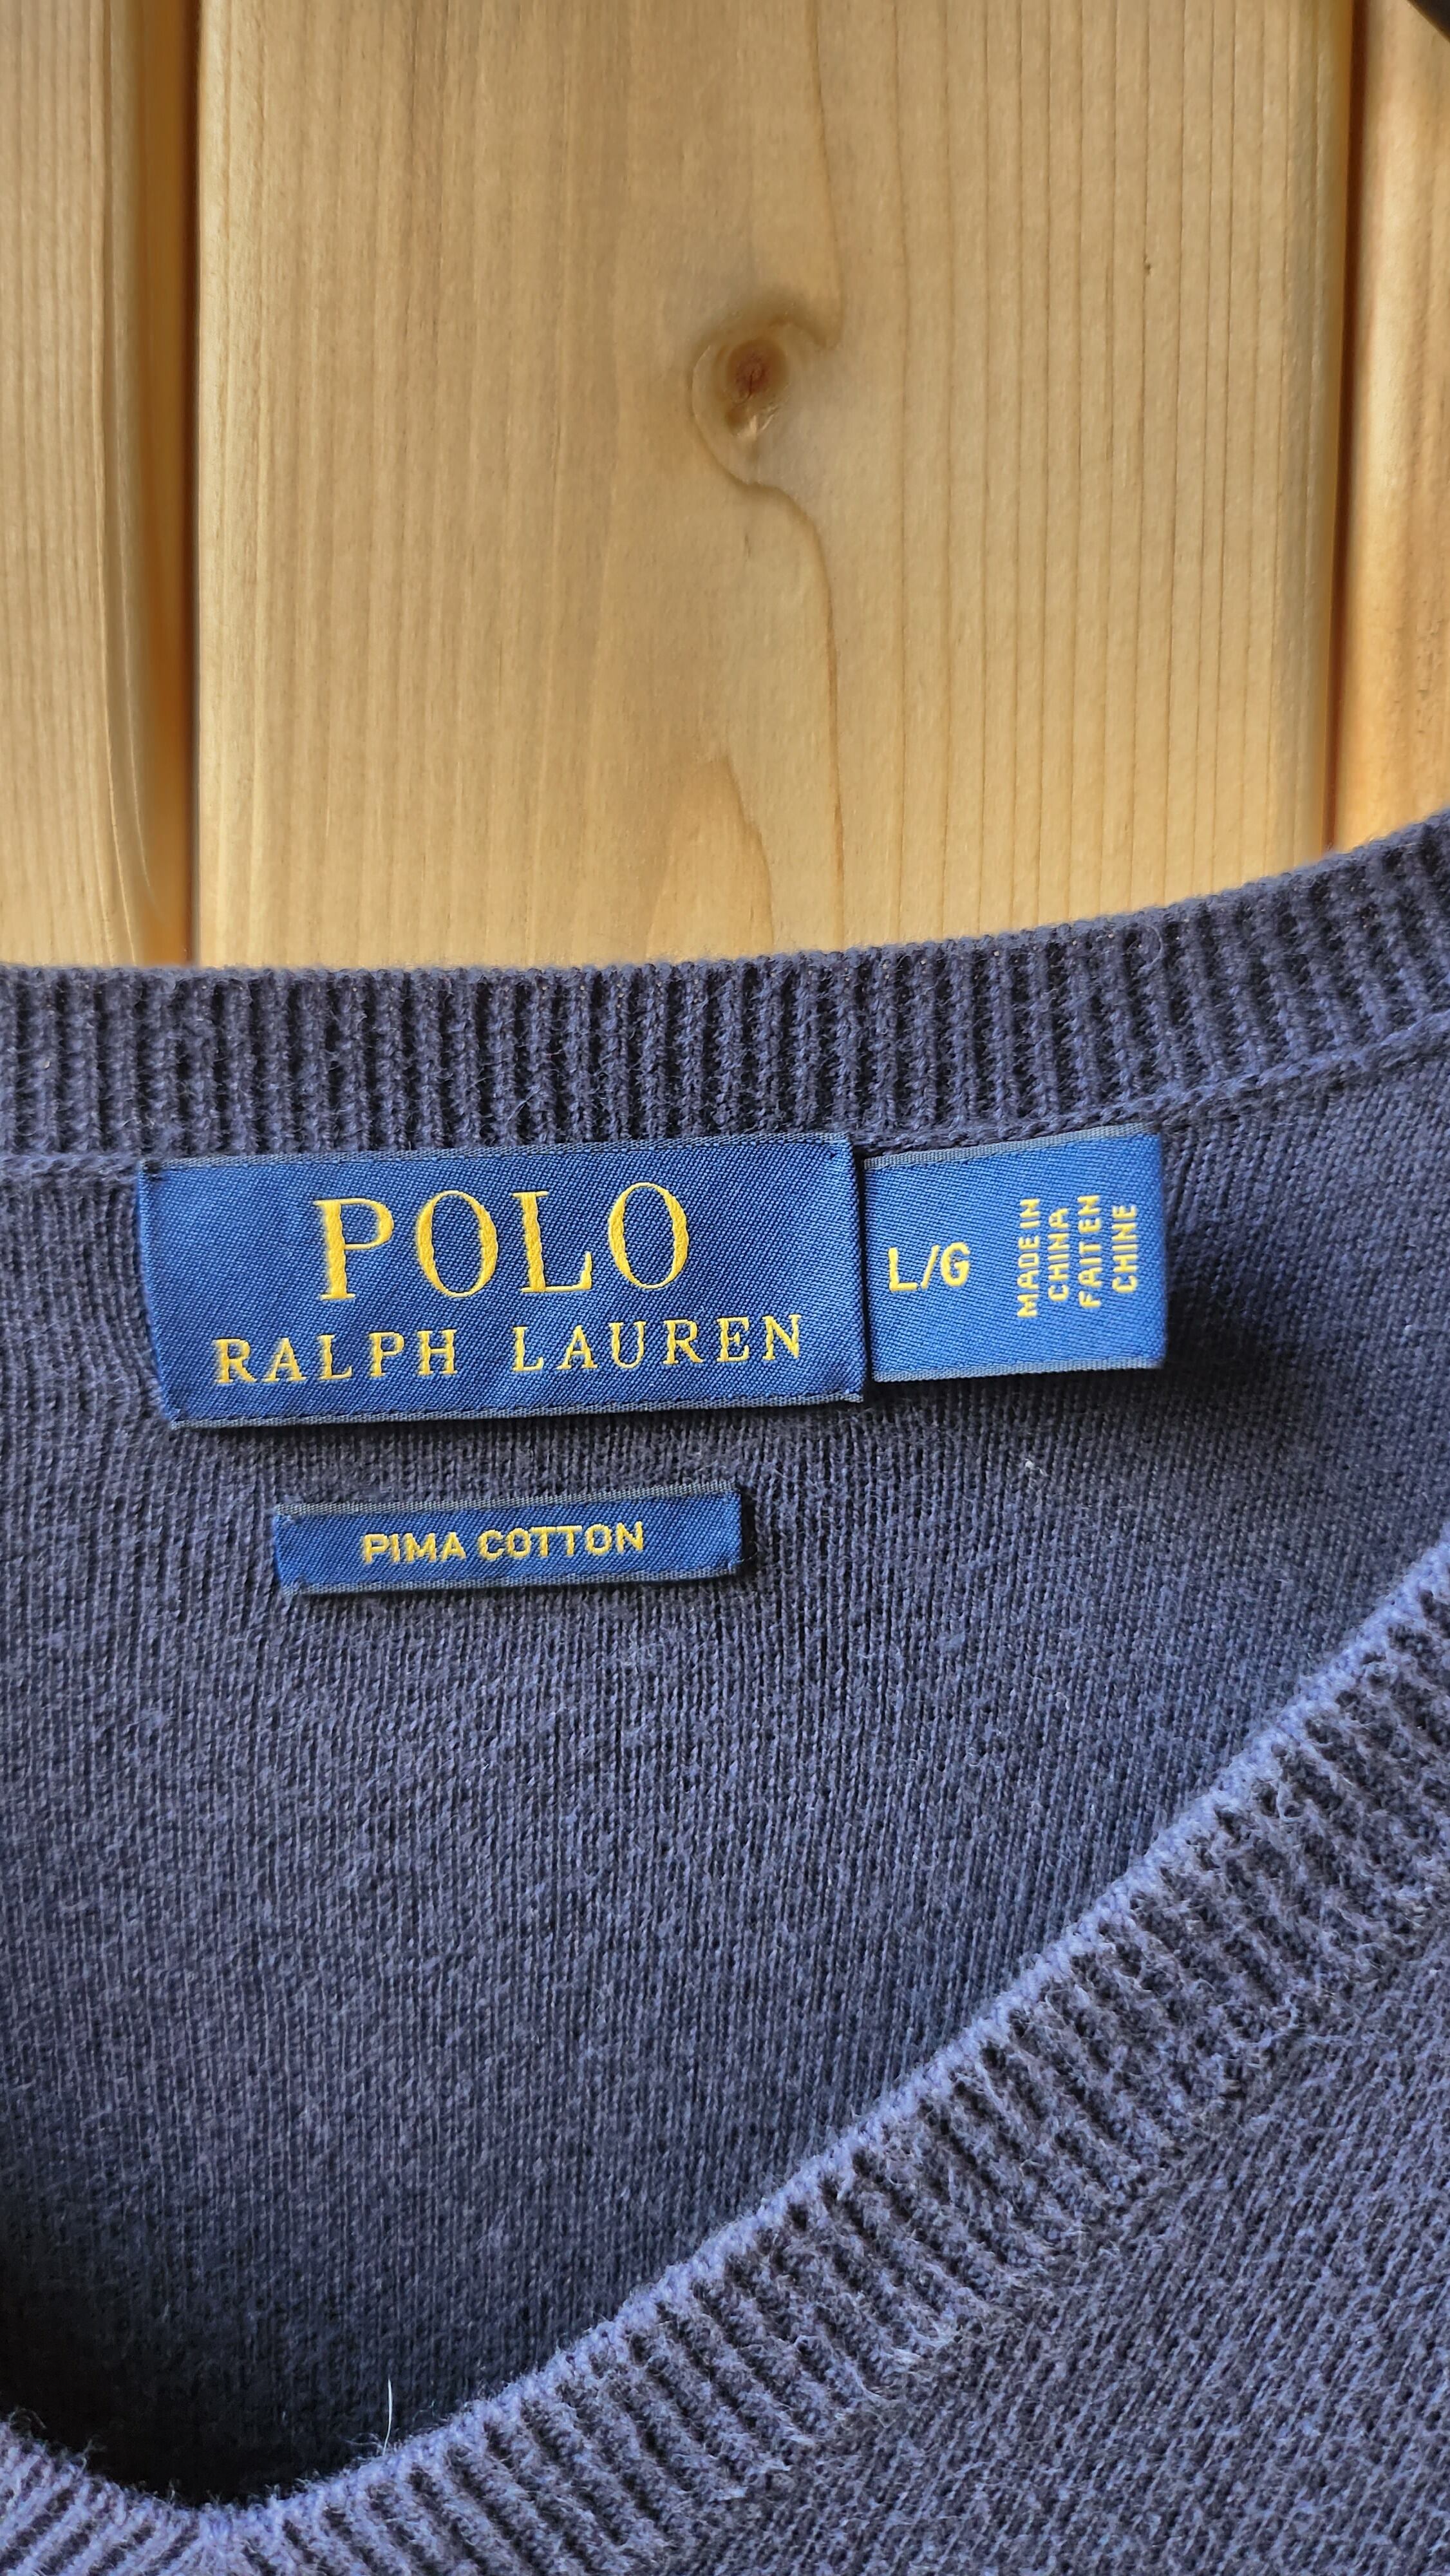 POLO
RALPH LAUREN
L/G
MADE IN
CHINA
FAIT EN
CHINE
PIMA COTTON